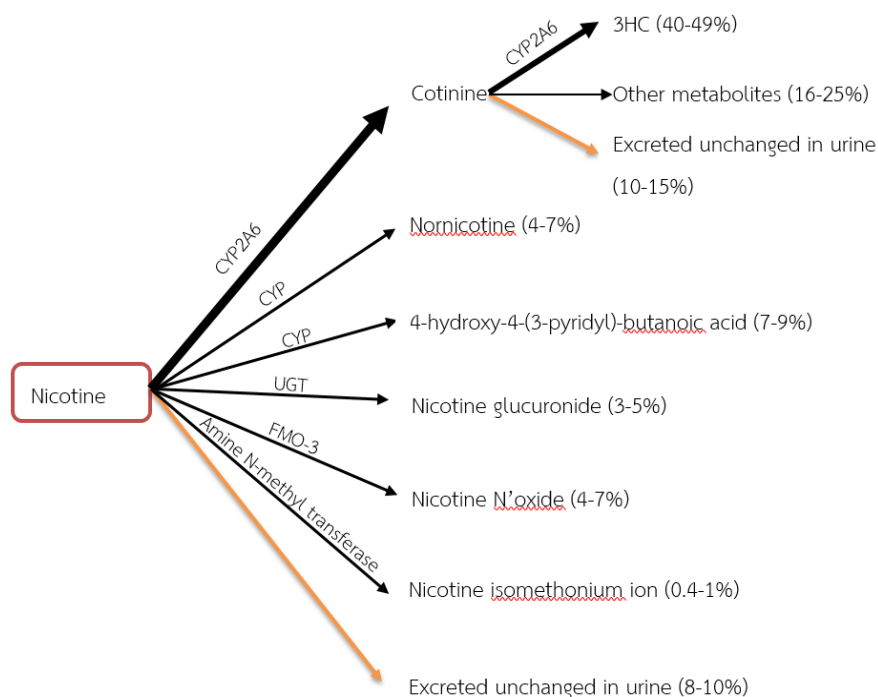 CYP2A6
3HC (40-49%)
Cotinine
Other metabolites (16-25%)
Excreted unchanged in urine
(10-15%)
CYP2A6
Nornicotine (4-7%)
CYP
4-hydroxy-4-(3-pyridyl)-butanoic acid (7-9%)
CYP
Nicotine
UGT
Nicotine glucuronide (3-5%)
FMO-3
Nicotine N’oxide (4-7%)
Amine N-methyl transferase
Nicotine isomethonium ion (0.4-1%)
Excreted unchanged in urine (8-10%)